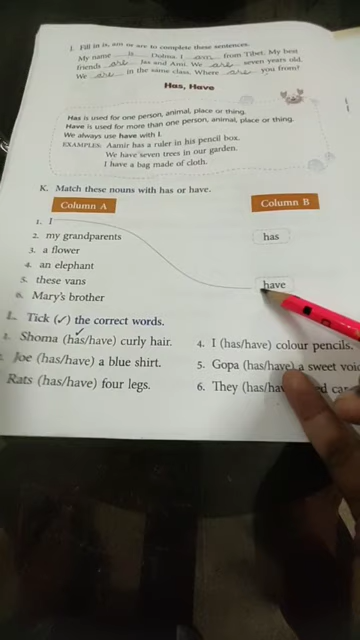 J. Fill in is, am or are to complete these sentences.
My name is Dolma. I am from Tibet. My best
friends are Jas and Ami. We are seven years old.
We are in the same class. Where are you from?
Has, Have
Has is used for one person, animal, place or thing.
Have is used for more than one person, animal, place or thing.
We always use have with I.
EXAMPLES: Aamir has a ruler in his pencil box.
We have seven trees in our garden.
I have a bag made of cloth.
K. Match these nouns with has or have.
Column A Column B
1. I
2. my grandparents has
3. a flower
4. an elephant
5. these vans have
6. Mary's brother
L. Tick (✓) the correct words.
1. Shoma (has/have) curly hair. 4. I (has/have) colour pencils.
Joe (has/have) a blue shirt. 5. Gopa (has/have) a sweet
Rats (has/have) four legs. 6. They